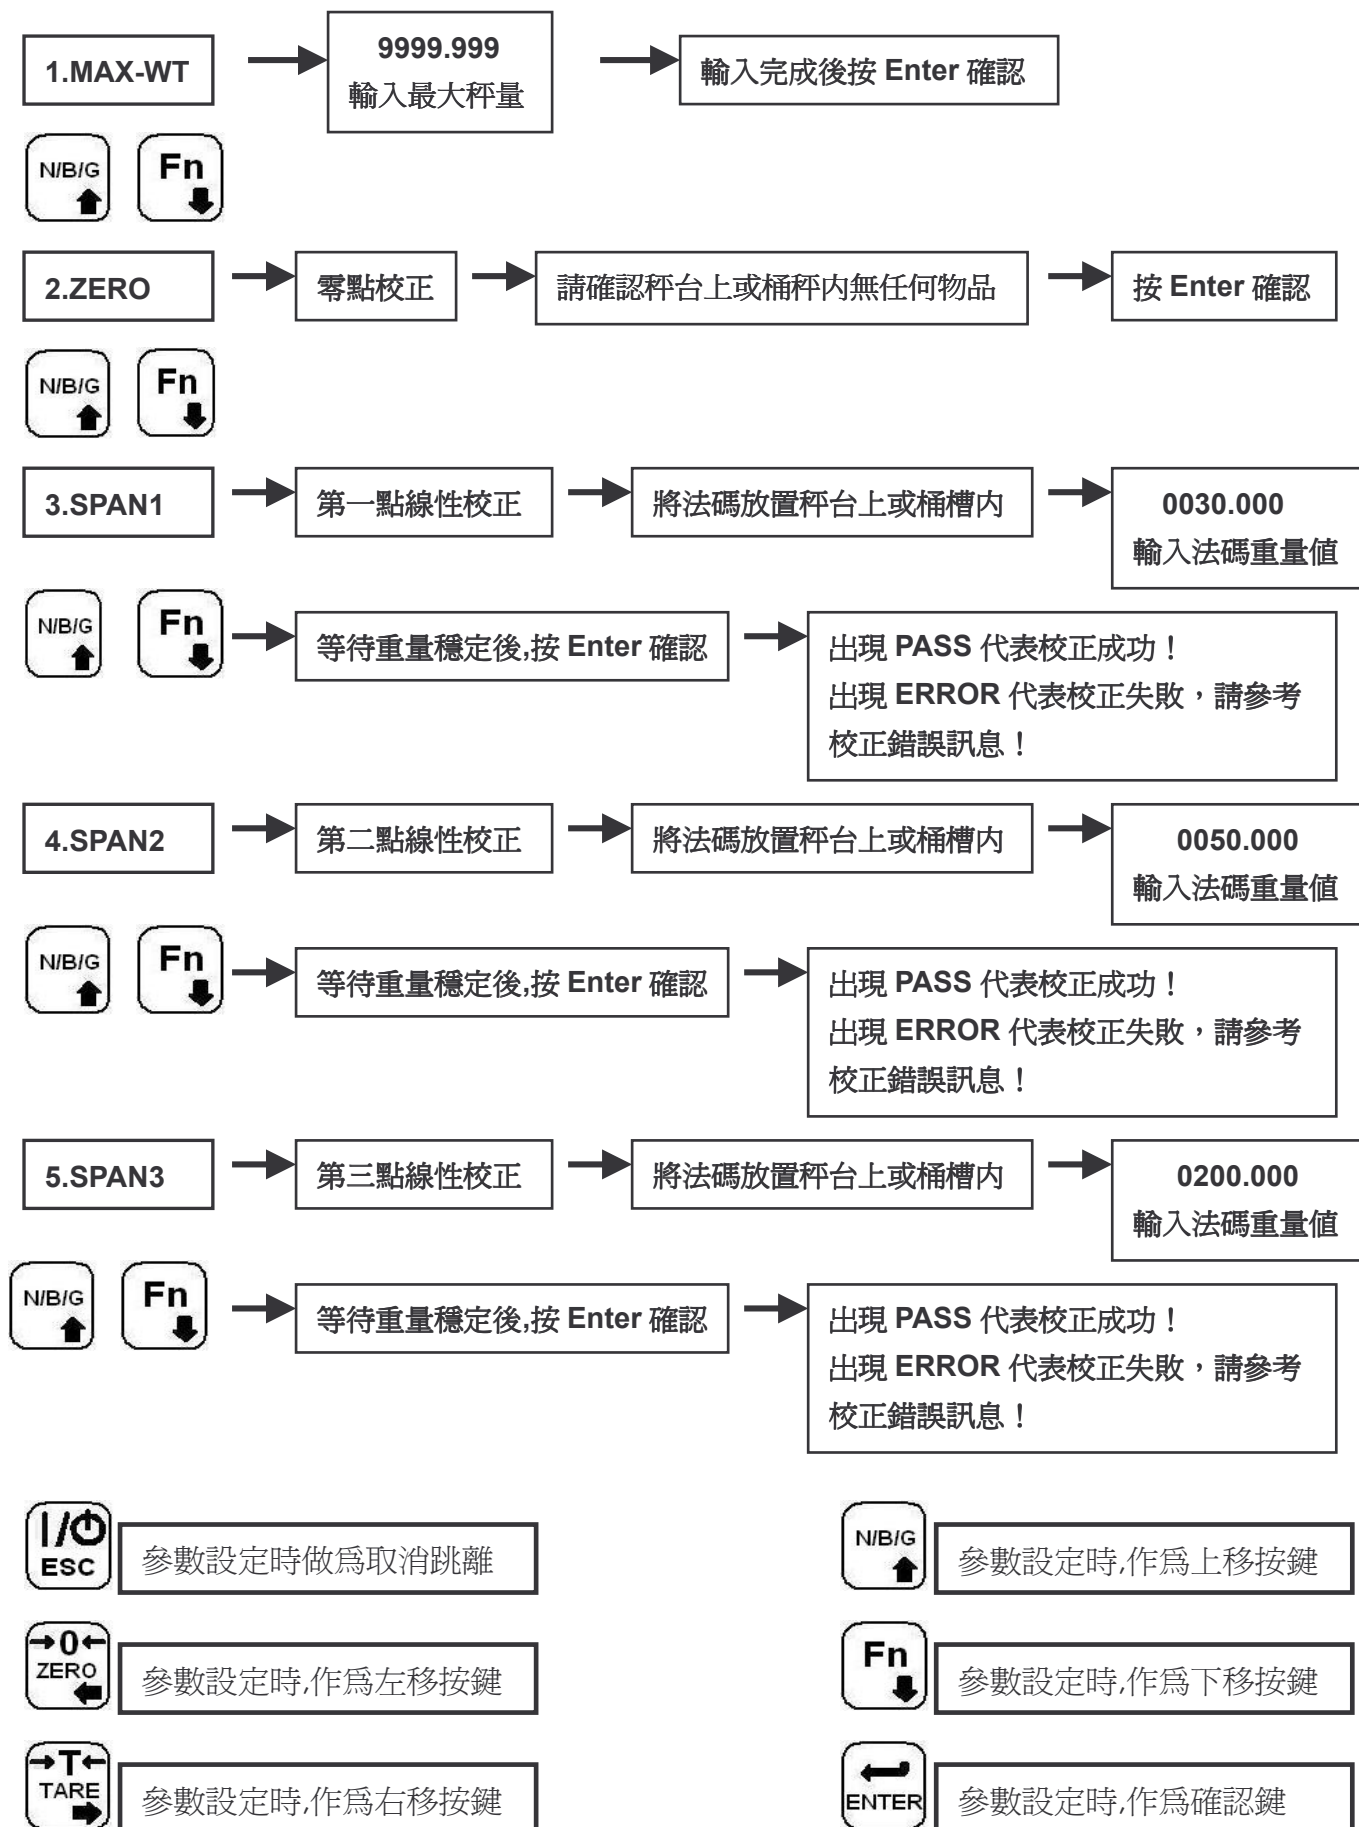 1.MAX-WT
9999.999
輸入最大秤量
輸入完成後按 Enter 確認
N/B/G
Fn
2.ZERO
零點校正
請確認秤台上或桶秤內無任何物品
按 Enter 確認
N/B/G
Fn
3.SPAN1
第一點線性校正
將法碼放置秤台上或桶槽內
0030.000
輸入法碼重量值
N/B/G
Fn
等待重量穩定後,按 Enter 確認
出現 PASS 代表校正成功！
出現 ERROR 代表校正失敗，請參考
校正錯誤訊息！
4.SPAN2
第二點線性校正
將法碼放置秤台上或桶槽內
0050.000
輸入法碼重量值
N/B/G
Fn
等待重量穩定後,按 Enter 確認
出現 PASS 代表校正成功！
出現 ERROR 代表校正失敗，請參考
校正錯誤訊息！
5.SPAN3
第三點線性校正
將法碼放置秤台上或桶槽內
0200.000
輸入法碼重量值
N/B/G
Fn
等待重量穩定後,按 Enter 確認
出現 PASS 代表校正成功！
出現 ERROR 代表校正失敗，請參考
校正錯誤訊息！
ESC
參數設定時做為取消跳離
N/B/G
參數設定時,作為上移按鍵
→0←
ZERO
參數設定時,作為左移按鍵
Fn
參數設定時,作為下移按鍵
→T←
TARE
參數設定時,作為右移按鍵
ENTER
參數設定時,作為確認鍵